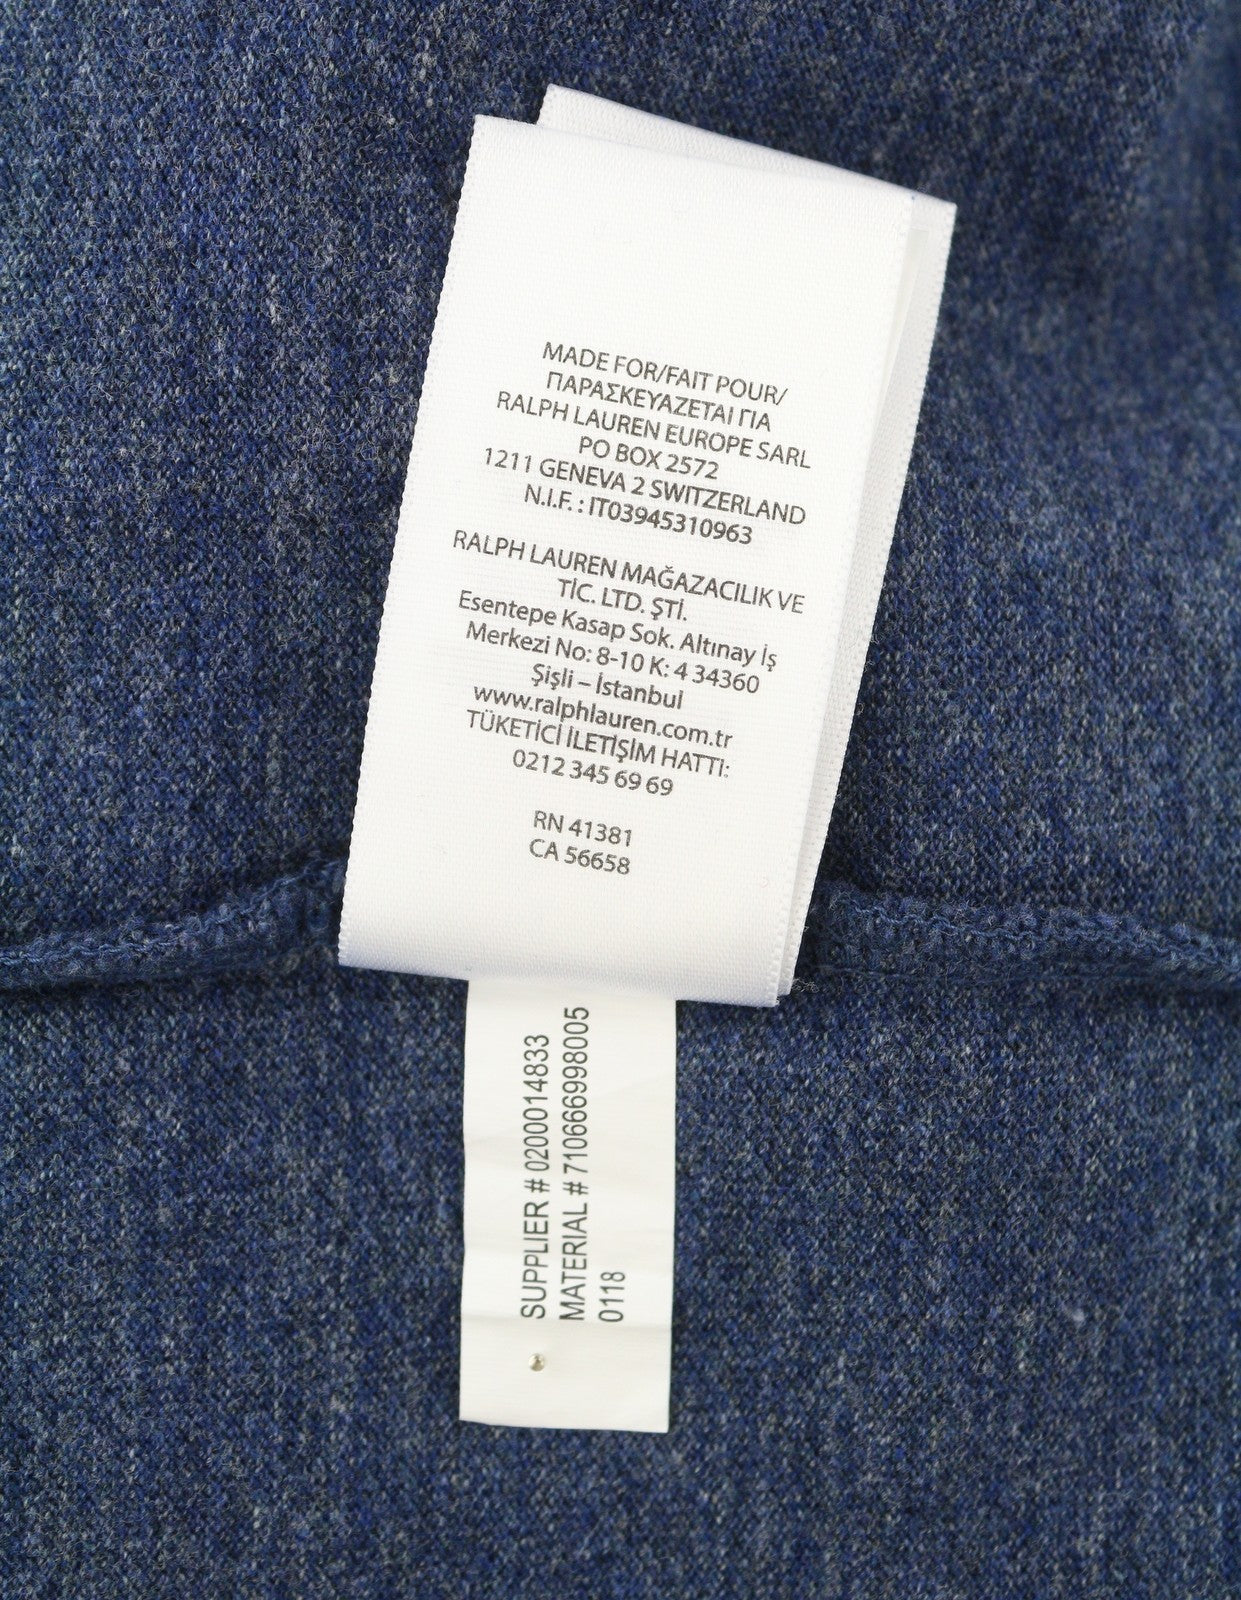 MADE FOR/FAIT POUR/
ΠΑΡΑΣΚΕΥΑΖΕΤΑΙ ΓΙΑ
RALPH LAUREN EUROPE SARL
PO BOX 2572
1211 GENEVA 2 SWITZERLAND
N.I.F. : IT03945310963
RALPH LAUREN MAĞAZACILIK VE
TİC. LTD. ŞTİ.
Esentepe Kasap Sok. Altınay İş
Merkezi No: 8-10 K: 4 34360
Şişli – İstanbul
www.ralphlauren.com.tr
TÜKETİCİ İLETİŞİM HATTI:
0212 345 69 69
RN 41381
CA 56658
SUPPLIER # 0200014833
MATERIAL # 710666998005
0118